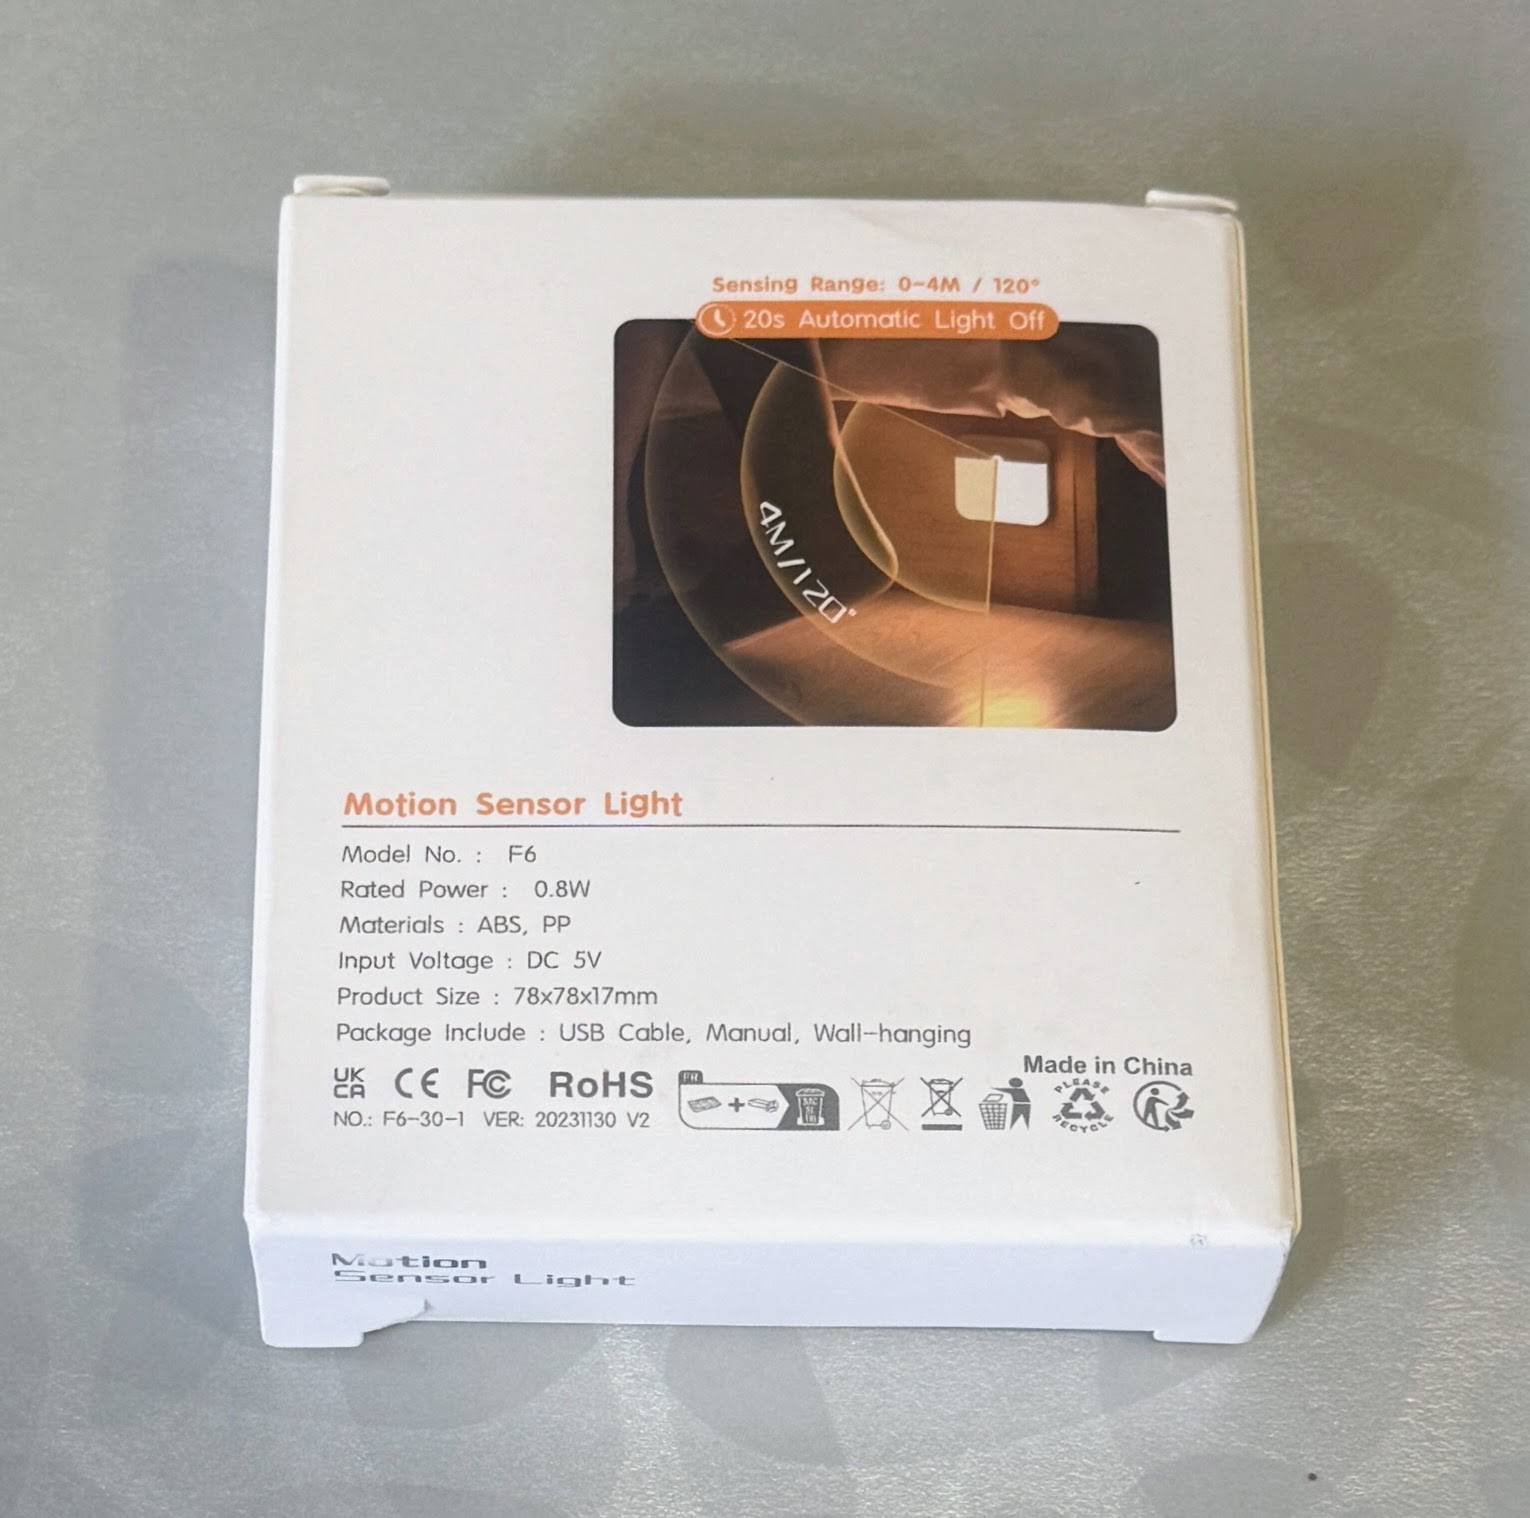 Sensing Range: 0-4M / 120°
20s Automatic Light Off
4M/120°
Motion Sensor Light
Model No. : F6
Rated Power : 0.8W
Materials : ABS, PP
Input Voltage : DC 5V
Product Size : 78x78x17mm
Package Include : USB Cable, Manual, Wall-hanging
Made in China
UK
CA CE FC RoHS FR PLEASE RECYCLE
NO.: F6-30-1 VER: 20231130 V2
Motion
Sensor Light